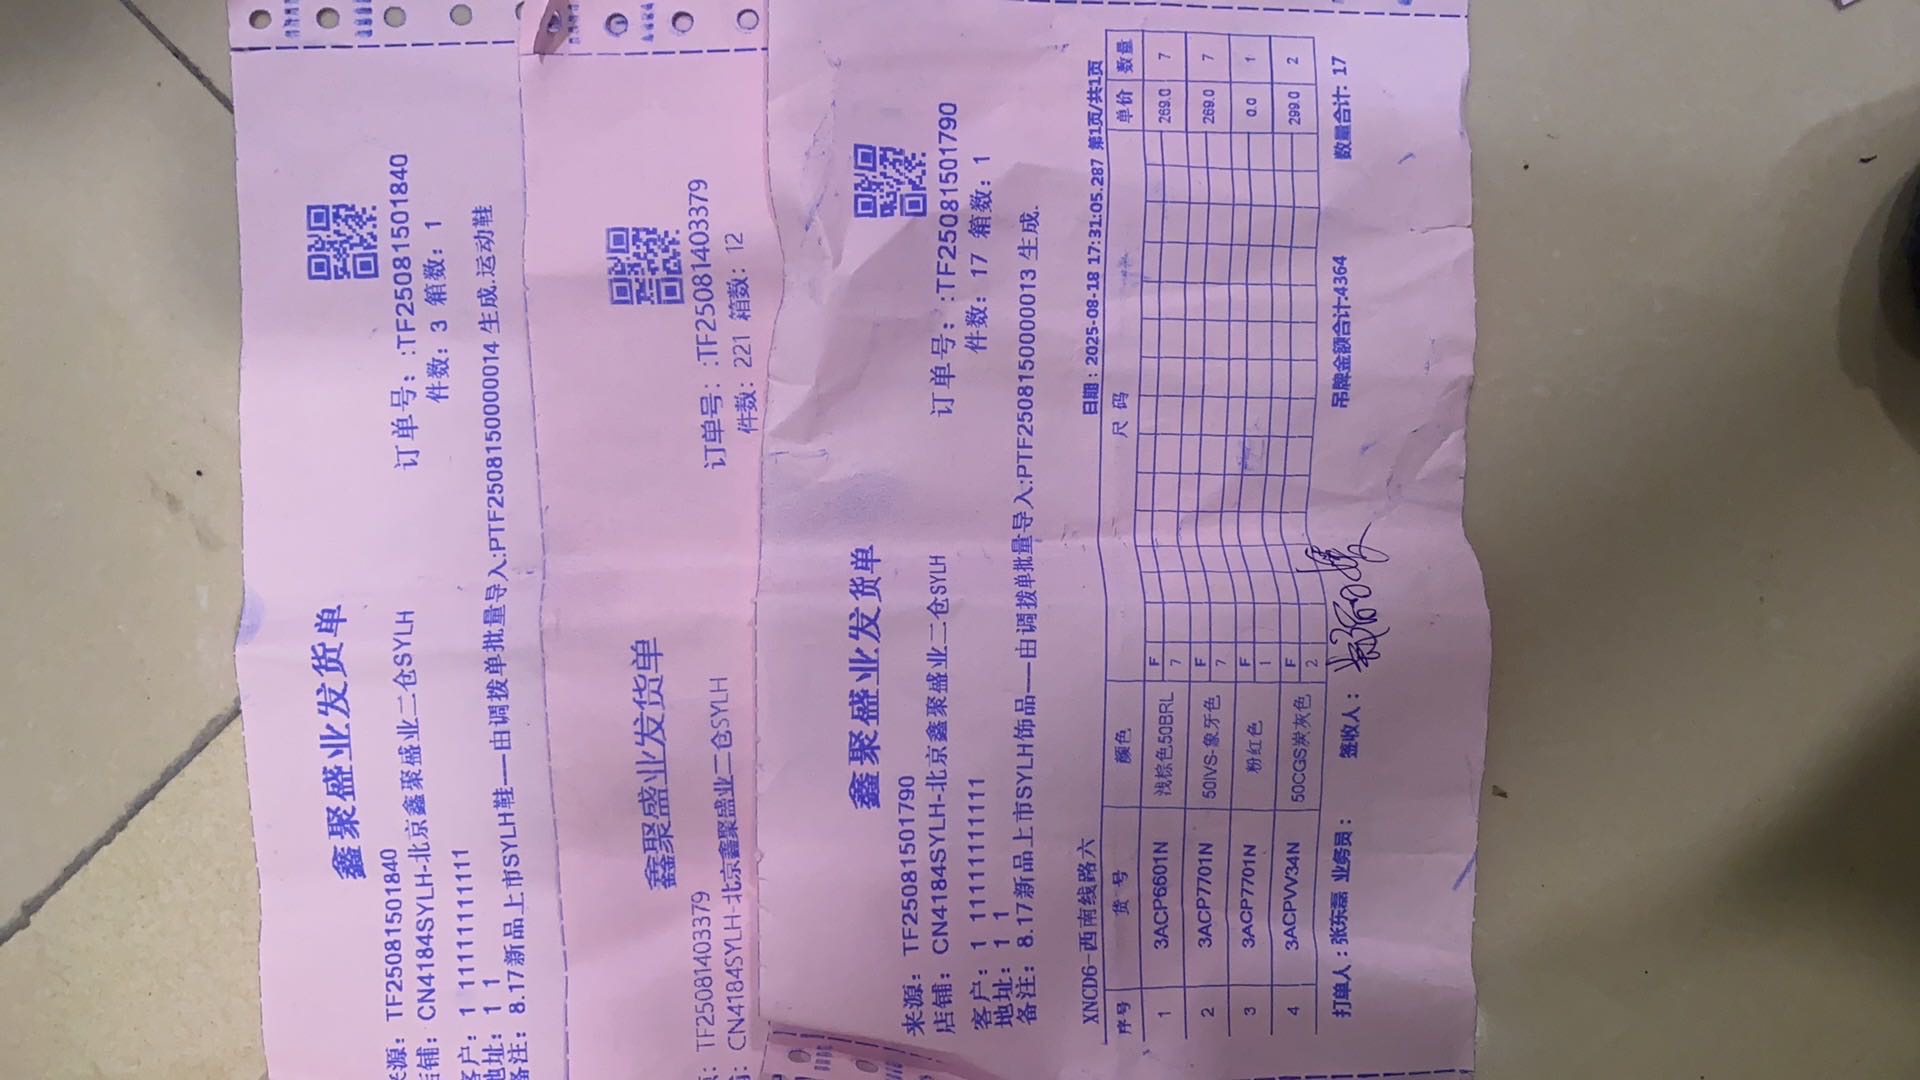 鑫聚盛业发货单
来源: TF25081501840
订单号: :TF25081501840
店铺: CN4184SYLH-北京鑫聚盛业二仓SYLH
件数: 3 箱数: 1
客户: 1 11111111111
地址: 1 1
备注: 8.17新品上市SYLH鞋——由调拨单批量导入:PTF2508150000014 生成.运动鞋
鑫聚盛业发货单
TF25081403379
订单号: :TF25081403379
CN4184SYLH-北京鑫聚盛业二仓SYLH
件数: 221 箱数: 12
鑫聚盛业发货单
来源: TF25081501790
订单号: :TF25081501790
店铺: CN4184SYLH-北京鑫聚盛业二仓SYLH
件数: 17 箱数: 1
客户: 1 11111111111
地址: 1 1
备注: 8.17新品上市SYLH饰品——由调拨单批量导入:PTF2508150000013 生成.
XNCD6-西南线路六 日期: 2025-08-18 17:31:05.287 第1页/共1页
序号 货号 颜色 尺码 单价 数量
1 3ACP6601N 浅棕色50BRL F 7 269.0 7
2 3ACP7701N 50IVS-象牙色 F 7 269.0 7
3 3ACP7701N 粉红色 F 1 0.0 1
4 3ACPVV34N 50CGS炭灰色 F 2 299.0 2
打单人: 张东磊 业务员: 签收人: 吊牌金额合计:4364 数量合计: 17